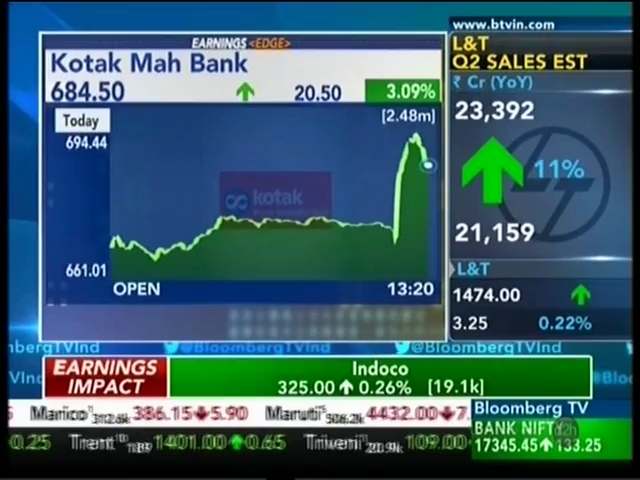 www.btvin.com
EARNINGS <EDGE>
Kotak Mah Bank
684.50 20.50 3.09%
[2.48m]
Today
694.44
kotak
661.01
OPEN 13:20
L&T
Q2 SALES EST
₹ Cr (YoY)
23,392
11%
21,159
L&T
1474.00
3.25 0.22%
@BloombergTVInd
@BloombergTVInd
EARNINGS
IMPACT
Indoco
325.00 0.26% [19.1k]
Marico 386.15 5.90 Maruti 4432.00
0.25 Trent 1401.00 0.65 Triveni 109.00
Bloomberg TV
BANK NIFTY
17345.45 133.25